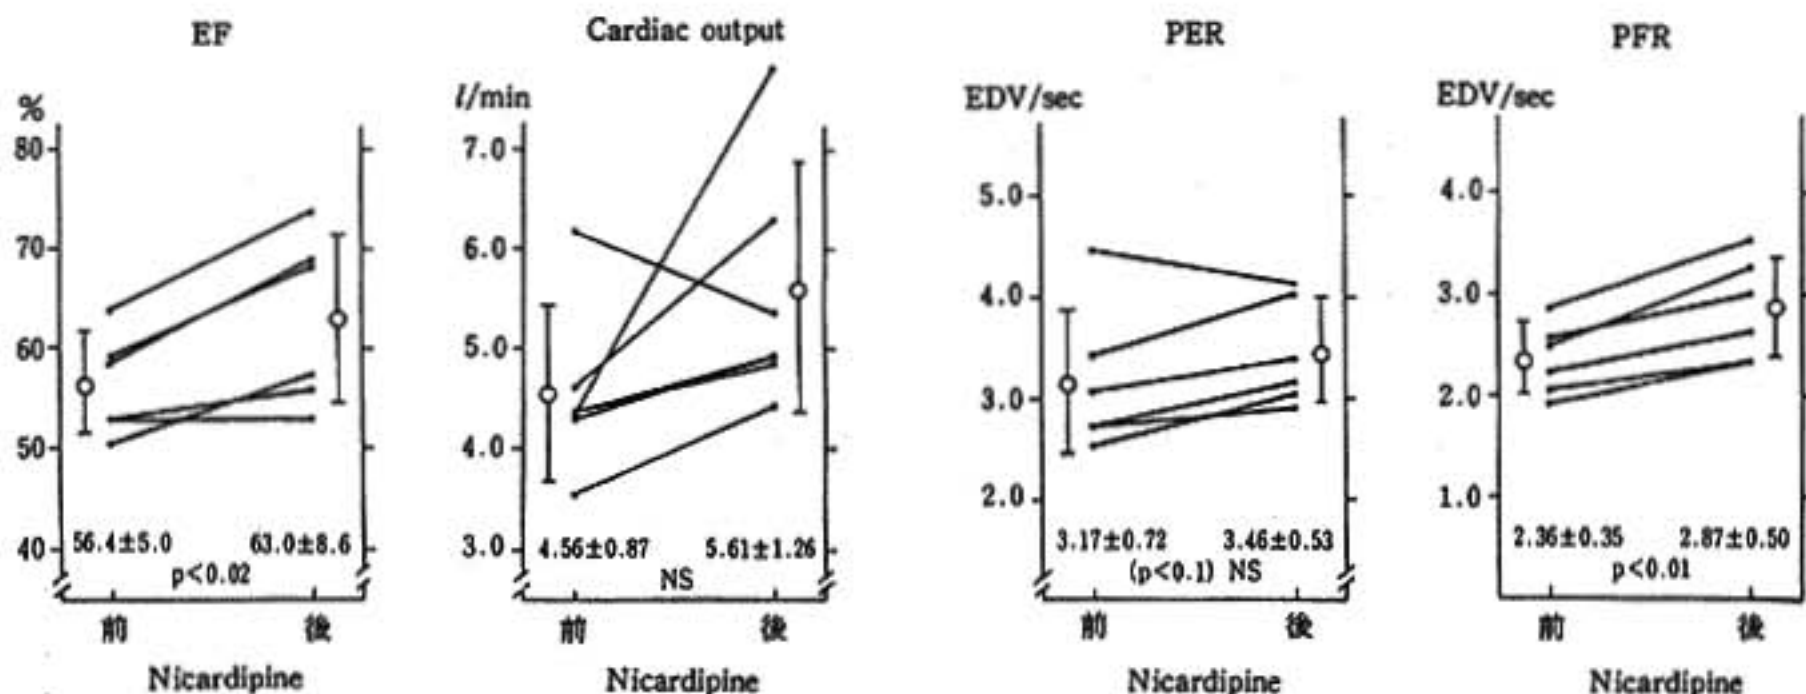 EF
%
80
70
60
50
40
56.4±5.0 63.0±8.6
p<0.02
前 後
Nicardipine
Cardiac output
l/min
7.0
6.0
5.0
4.0
3.0
4.56±0.87 5.61±1.26
NS
前 後
Nicardipine
PER
EDV/sec
5.0
4.0
3.0
2.0
3.17±0.72 3.46±0.53
(p<0.1) NS
前 後
Nicardipine
PFR
EDV/sec
4.0
3.0
2.0
1.0
2.36±0.35 2.87±0.50
p<0.01
前 後
Nicardipine